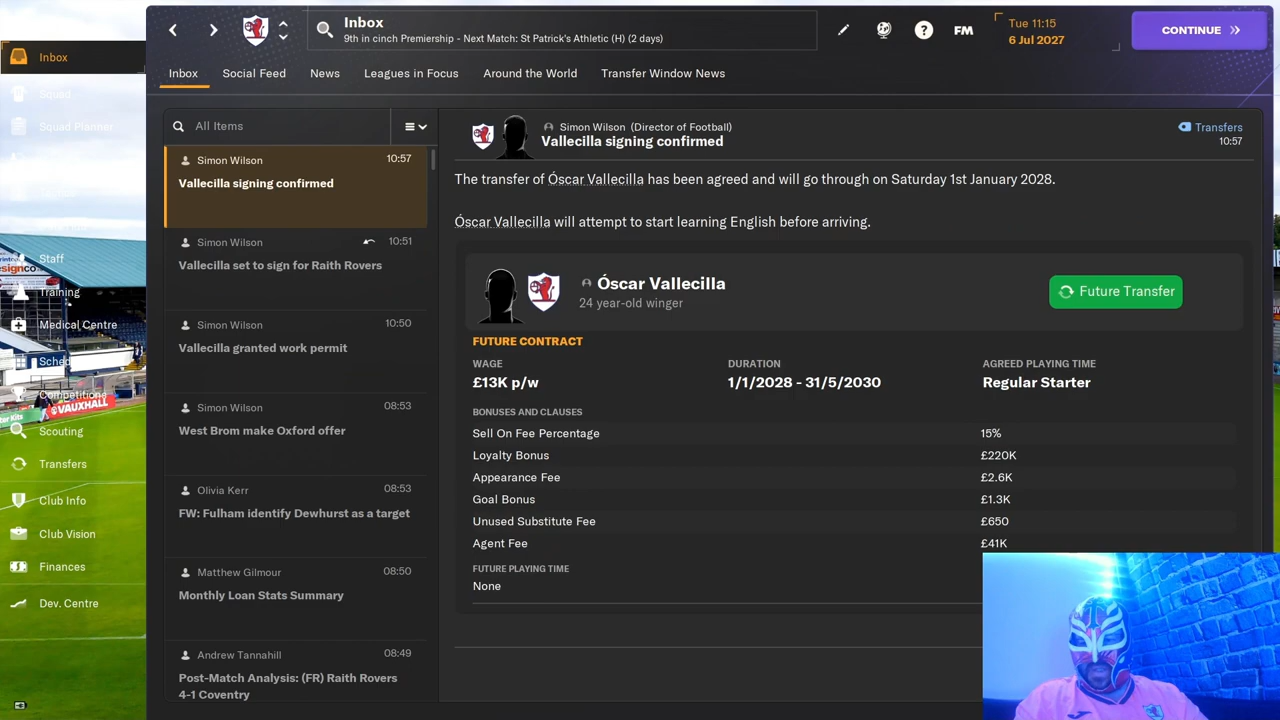 Inbox
9th in cinch Premiership - Next Match: St Patrick's Athletic (H) (2 days)
FM
Tue 11:15
6 Jul 2027
CONTINUE
Inbox
Social Feed
News
Leagues in Focus
Around the World
Transfer Window News
Inbox
Squad
Squad Planner
Staff
Training
Medical Centre
Sched
Competitions
Scouting
Transfers
Club Info
Club Vision
Finances
Dev. Centre
VAUXHALL
All Items
Simon Wilson 10:57
Vallecilla signing confirmed
Simon Wilson 10:51
Vallecilla set to sign for Raith Rovers
Simon Wilson 10:50
Vallecilla granted work permit
Simon Wilson 08:53
West Brom make Oxford offer
Olivia Kerr 08:53
FW: Fulham identify Dewhurst as a target
Matthew Gilmour 08:50
Monthly Loan Stats Summary
Andrew Tannahill 08:49
Post-Match Analysis: (FR) Raith Rovers
4-1 Coventry
Simon Wilson (Director of Football)
Vallecilla signing confirmed
Transfers
10:57
The transfer of Óscar Vallecilla has been agreed and will go through on Saturday 1st January 2028.
Óscar Vallecilla will attempt to start learning English before arriving.
Óscar Vallecilla
24 year-old winger
Future Transfer
FUTURE CONTRACT
WAGE DURATION AGREED PLAYING TIME
£13K p/w 1/1/2028 - 31/5/2030 Regular Starter
BONUSES AND CLAUSES
Sell On Fee Percentage 15%
Loyalty Bonus £220K
Appearance Fee £2.6K
Goal Bonus £1.3K
Unused Substitute Fee £650
Agent Fee £41K
FUTURE PLAYING TIME
None